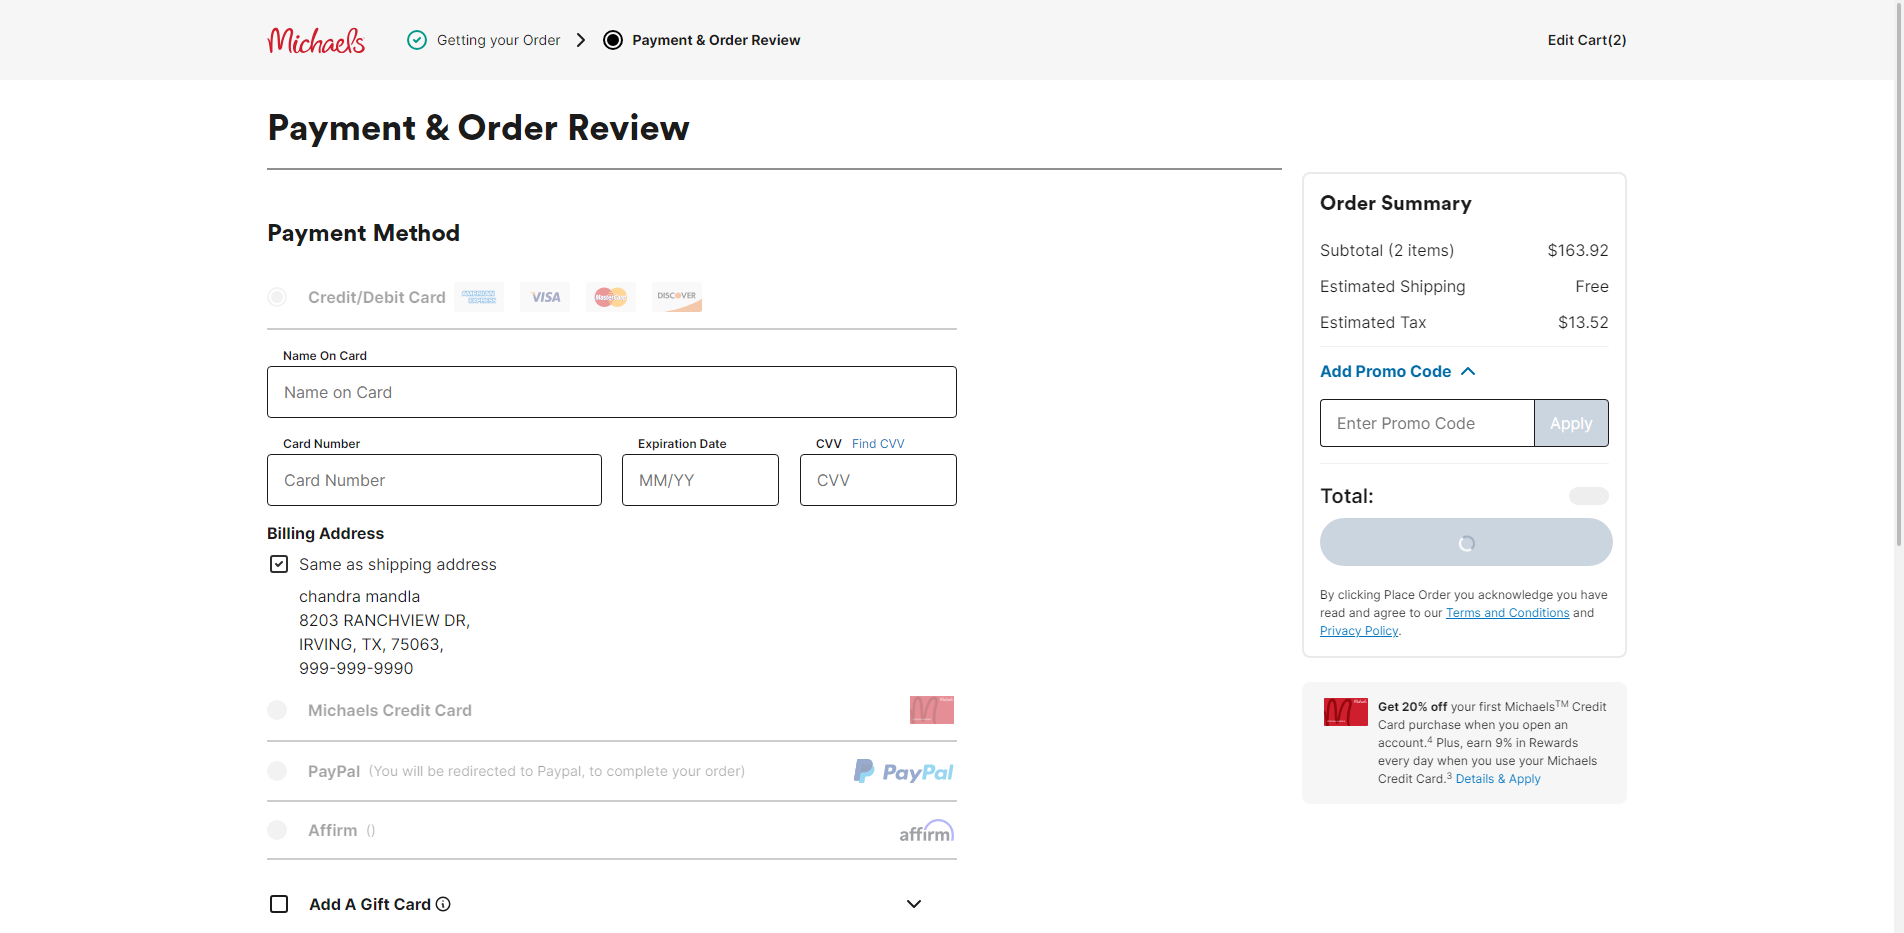 Michaels
Getting your Order
Payment & Order Review
Edit Cart(2)
Payment & Order Review
Payment Method
Credit/Debit Card
AMERICAN EXPRESS
VISA
MasterCard
DISCOVER
Name On Card
Name on Card
Card Number
Expiration Date
CVV Find CVV
Card Number
MM/YY
CVV
Billing Address
Same as shipping address
chandra mandla
8203 RANCHVIEW DR,
IRVING, TX, 75063,
999-999-9990
Michaels Credit Card
PayPal (You will be redirected to Paypal, to complete your order)
PayPal
Affirm ()
affirm
Add A Gift Card
Order Summary
Subtotal (2 items) $163.92
Estimated Shipping Free
Estimated Tax $13.52
Add Promo Code
Enter Promo Code Apply
Total:
By clicking Place Order you acknowledge you have
read and agree to our Terms and Conditions and
Privacy Policy.
Get 20% off your first Michaels™ Credit
Card purchase when you open an
account.⁴ Plus, earn 9% in Rewards
every day when you use your Michaels
Credit Card.³ Details & Apply